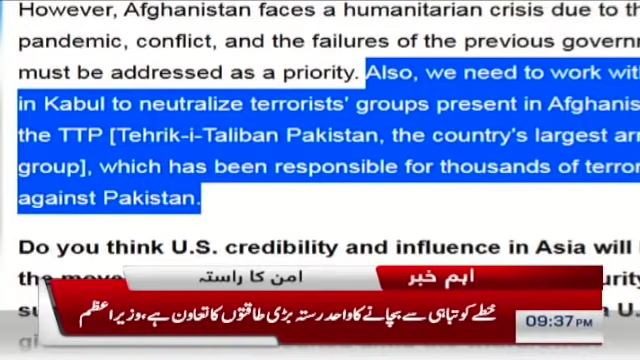 However, Afghanistan faces a humanitarian crisis due to th
pandemic, conflict, and the failures of the previous govern
must be addressed as a priority. Also, we need to work wit
in Kabul to neutralize terrorists' groups present in Afghanis
the TTP [Tehrik-i-Taliban Pakistan, the country's largest ar
group], which has been responsible for thousands of terror
against Pakistan.
Do you think U.S. credibility and influence in Asia will
the
امن کا راستہ
اہم خبر
خطے کو تباہی سے بچانے کا واحد رستہ بڑی طاقتوں کا تعاون ہے، وزیراعظم
09:37PM